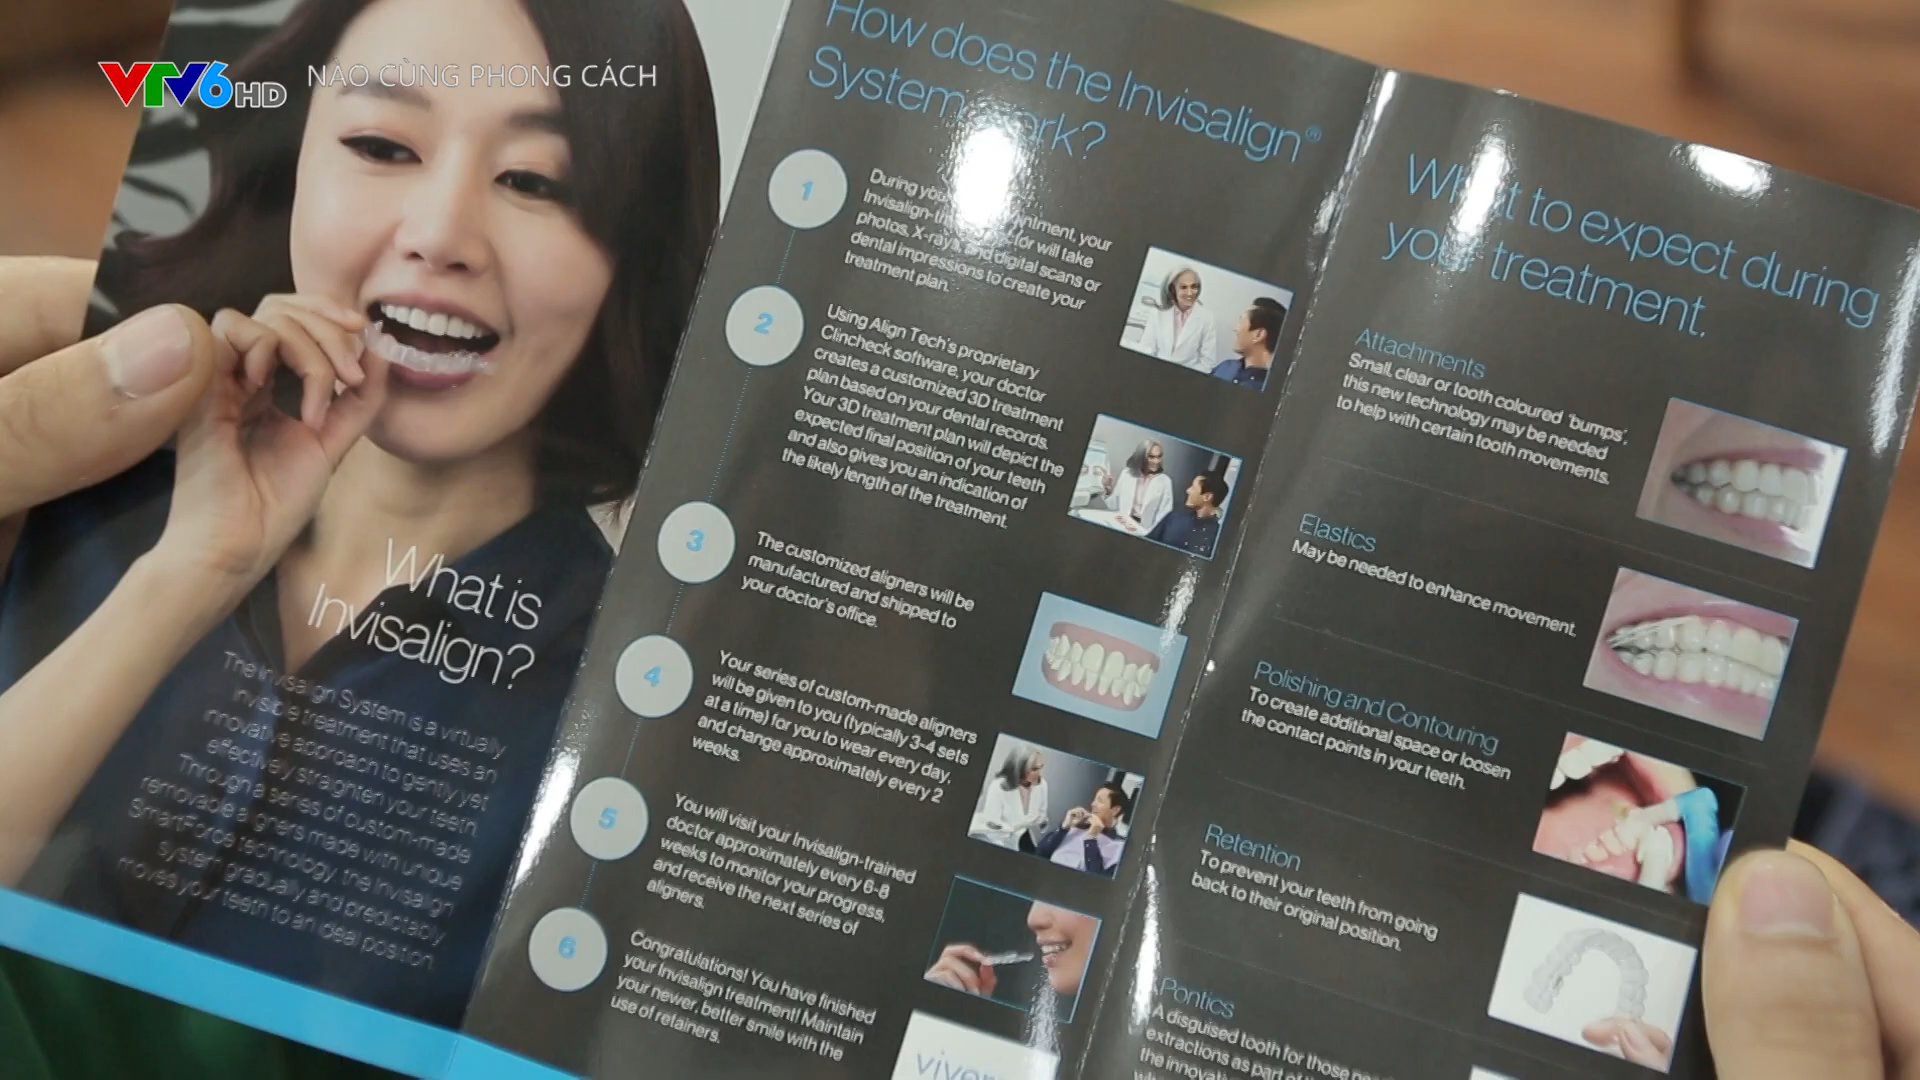 VTV6HD
NÀO CÙNG PHONG CÁCH
What is
Invisalign?
The Invisalign System is a virtually
invisible treatment that uses an
innovative approach to gently yet
effectively straighten your teeth.
Through a series of custom-made
removable aligners made with unique
SmartForce technology, the Invisalign
system gradually and predictably
moves your teeth to an ideal position.
How does the Invisalign®
System work?
1
During your appointment, your
Invisalign-trained doctor will take
photos, X-rays and digital scans or
dental impressions to create your
treatment plan.
2
Using Align Tech's proprietary
Clincheck software, your doctor
creates a customized 3D treatment
plan based on your dental records.
Your 3D treatment plan will depict the
expected final position of your teeth
and also gives you an indication of
the likely length of the treatment.
3
The customized aligners will be
manufactured and shipped to
your doctor's office.
4
Your series of custom-made aligners
will be given to you (typically 3-4 sets
at a time) for you to wear every day,
and change approximately every 2
weeks.
5
You will visit your Invisalign-trained
doctor approximately every 6-8
weeks to monitor your progress,
and receive the next series of
aligners.
6
Congratulations! You have finished
your Invisalign treatment! Maintain
your newer, better smile with the
use of retainers.
What to expect during
your treatment.
Attachments
Small, clear or tooth coloured 'bumps',
this new technology may be needed
to help with certain tooth movements.
Elastics
May be needed to enhance movement.
Polishing and Contouring
To create additional space or loosen
the contact points in your teeth.
Retention
To prevent your teeth from going
back to their original position.
Pontics
A disguised tooth for those
extractions as part of
the